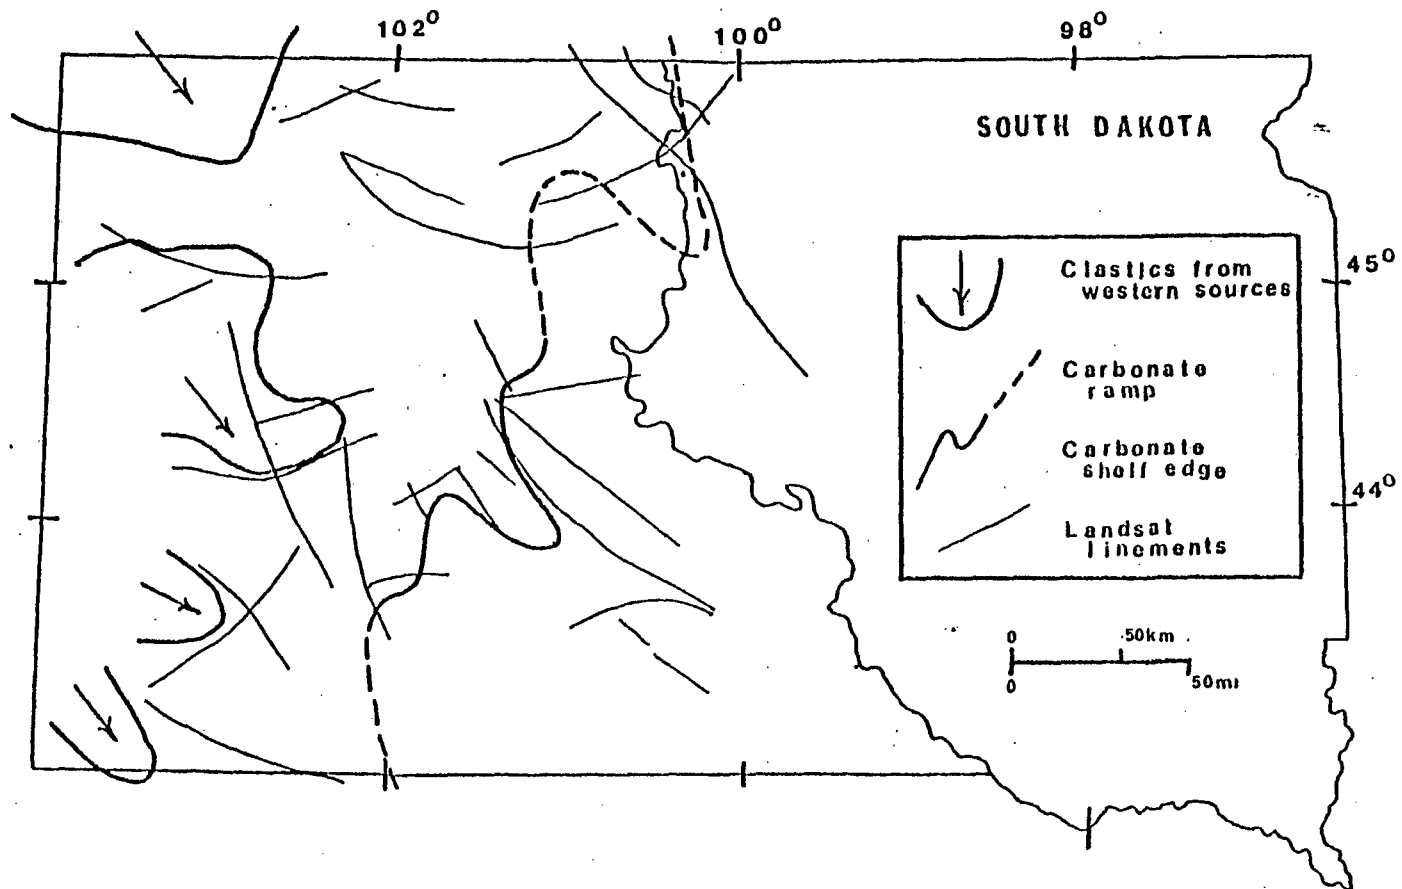 102° 100° 98°
SOUTH DAKOTA
Clastics from
western sources
45°
Carbonate
ramp
Carbonate
shelf edge
44°
Landsat
linements
0 50km
0 50mi